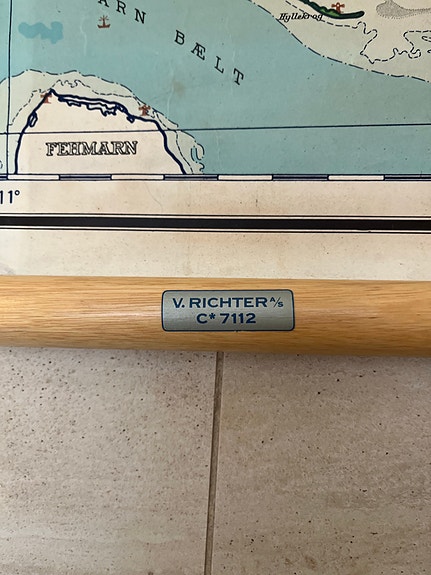 Hyllekrog
ARN BÆLT
FEHMARN
11°
V. RICHTER A/S
C* 7112